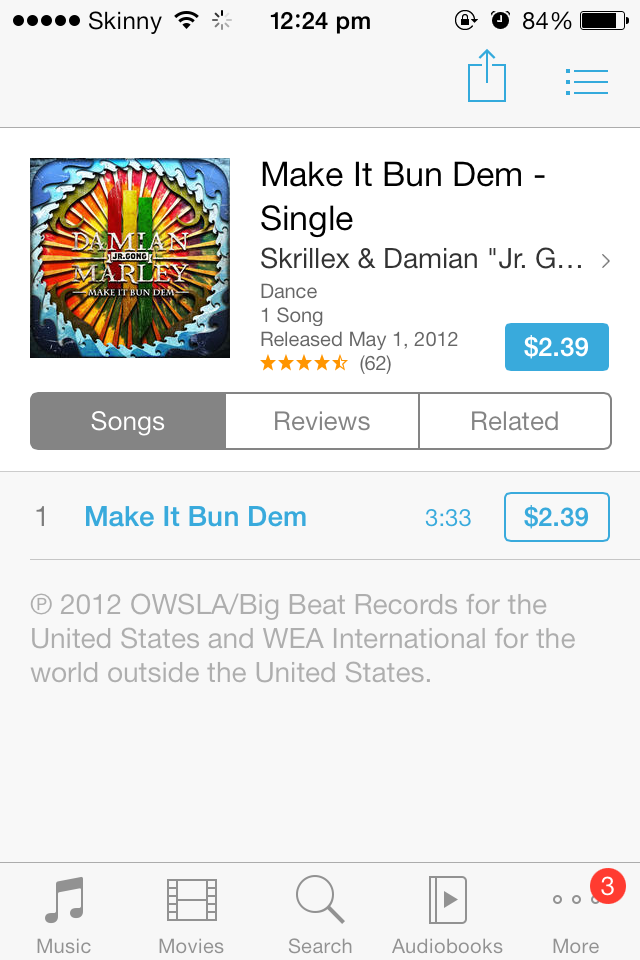 Skinny 12:24 pm 84%
Make It Bun Dem -
Single
Skrillex & Damian "Jr. G...
Dance
1 Song
Released May 1, 2012
(62)
$2.39
DAMIAN
JR.GONG
MARLEY
MAKE IT BUN DEM
Songs Reviews Related
1 Make It Bun Dem 3:33 $2.39
℗ 2012 OWSLA/Big Beat Records for the
United States and WEA International for the
world outside the United States.
3
Music Movies Search Audiobooks More